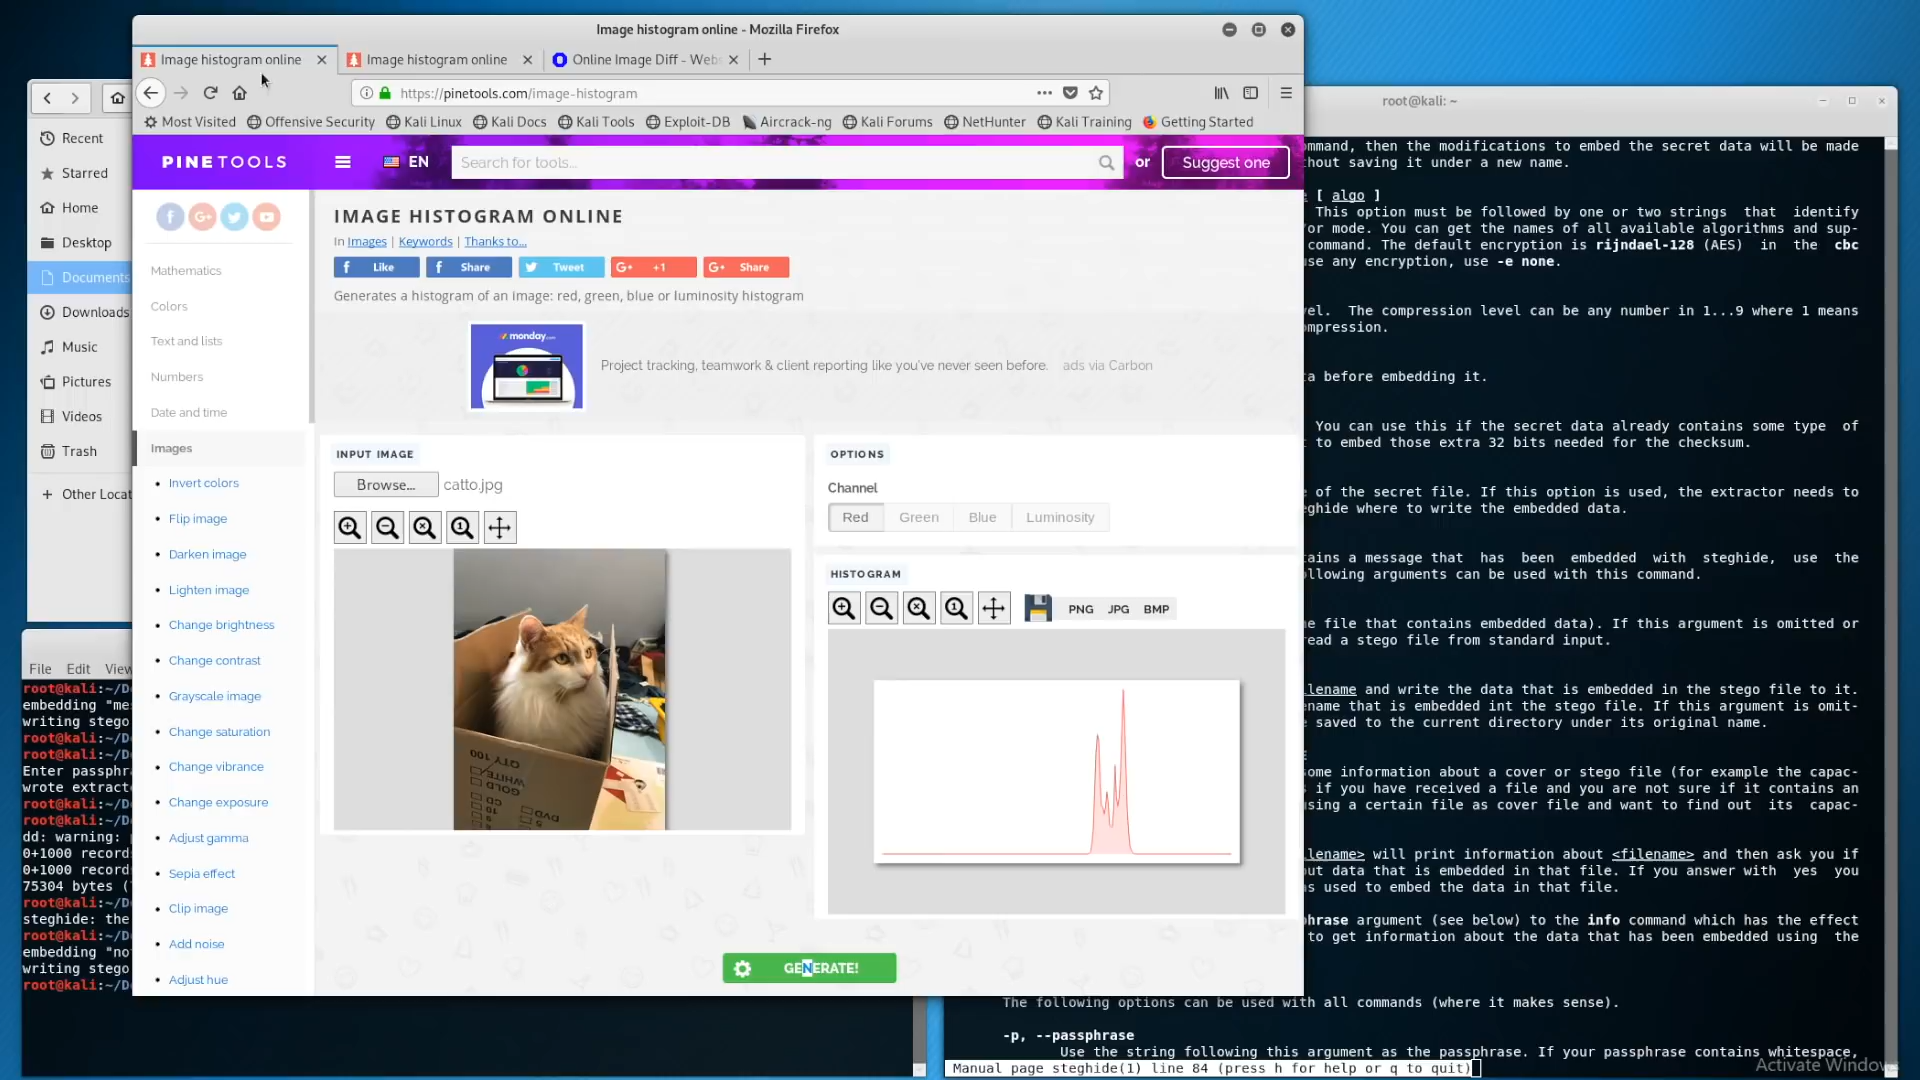 Image histogram online - Mozilla Firefox
Image histogram online
Image histogram online
Online Image Diff - Webs
https://pinetools.com/image-histogram
Most Visited
Offensive Security
Kali Linux
Kali Docs
Kali Tools
Exploit-DB
Aircrack-ng
Kali Forums
NetHunter
Kali Training
Getting Started
PINETOOLS
EN
Search for tools...
or
Suggest one
Mathematics
Colors
Text and lists
Numbers
Date and time
Images
Invert colors
Flip image
Darken image
Lighten image
Change brightness
Change contrast
Grayscale image
Change saturation
Change vibrance
Change exposure
Adjust gamma
Sepia effect
Clip image
Add noise
Adjust hue
IMAGE HISTOGRAM ONLINE
In Images | Keywords | Thanks to...
Like
Share
Tweet
G+ +1
G+ Share
Generates a histogram of an image: red, green, blue or luminosity histogram
monday.com
Project tracking, teamwork & client reporting like you've never seen before. ads via Carbon
INPUT IMAGE
Browse... catto.jpg
QTY 100
WHITE
GOLD
CD
DVD
OPTIONS
Channel
Red Green Blue Luminosity
HISTOGRAM
PNG JPG BMP
GENERATE!
Recent
Starred
Home
Desktop
Documents
Downloads
Music
Pictures
Videos
Trash
Other Locat
File Edit View
root@kali:~/D
embedding "me
writing stego
root@kali:~/D
root@kali:~/D
Enter passphr
wrote extract
root@kali:~/D
root@kali:~/D
dd: warning:
0+1000 record
0+1000 record
75304 bytes (
root@kali:~/D
steghide: the
root@kali:~/D
embedding "no
writing stego
root@kali:~/D
root@kali: ~
mmand, then the modifications to embed the secret data will be made
hout saving it under a new name.
[ algo ]
This option must be followed by one or two strings that identify
or mode. You can get the names of all available algorithms and sup-
command. The default encryption is rijndael-128 (AES) in the cbc
use any encryption, use -e none.
el. The compression level can be any number in 1...9 where 1 means
mpression.
a before embedding it.
You can use this if the secret data already contains some type of
to embed those extra 32 bits needed for the checksum.
e of the secret file. If this option is used, the extractor needs to
eghide where to write the embedded data.
ains a message that has been embedded with steghide, use the
llowing arguments can be used with this command.
e file that contains embedded data). If this argument is omitted or
read a stego file from standard input.
lename and write the data that is embedded in the stego file to it.
ename that is embedded int the stego file. If this argument is omit-
saved to the current directory under its original name.
E
ome information about a cover or stego file (for example the capac-
if you have received a file and you are not sure if it contains an
using a certain file as cover file and want to find out its capac-
lename> will print information about <filename> and then ask you if
out data that is embedded in that file. If you answer with yes you
as used to embed the data in that file.
phrase argument (see below) to the info command which has the effect
to get information about the data that has been embedded using the
The following options can be used with all commands (where it makes sense).
-p, --passphrase
Use the string following this argument as the passphrase. If your passphrase contains whitespace,
Manual page steghide(1) line 84 (press h for help or q to quit)
Activate Windows